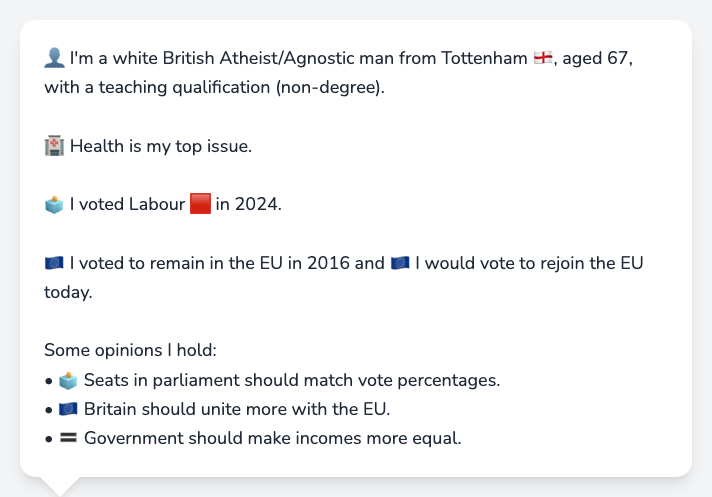 👤 I'm a white British Atheist/Agnostic man from Tottenham 🏴󠁧󠁢󠁥󠁮󠁧󠁿, aged 67,
with a teaching qualification (non-degree).
🏥 Health is my top issue.
🗳️ I voted Labour 🟥 in 2024.
🇪🇺 I voted to remain in the EU in 2016 and 🇪🇺 I would vote to rejoin the EU
today.
Some opinions I hold:
• 🗳️ Seats in parliament should match vote percentages.
• 🇪🇺 Britain should unite more with the EU.
• 🟰 Government should make incomes more equal.